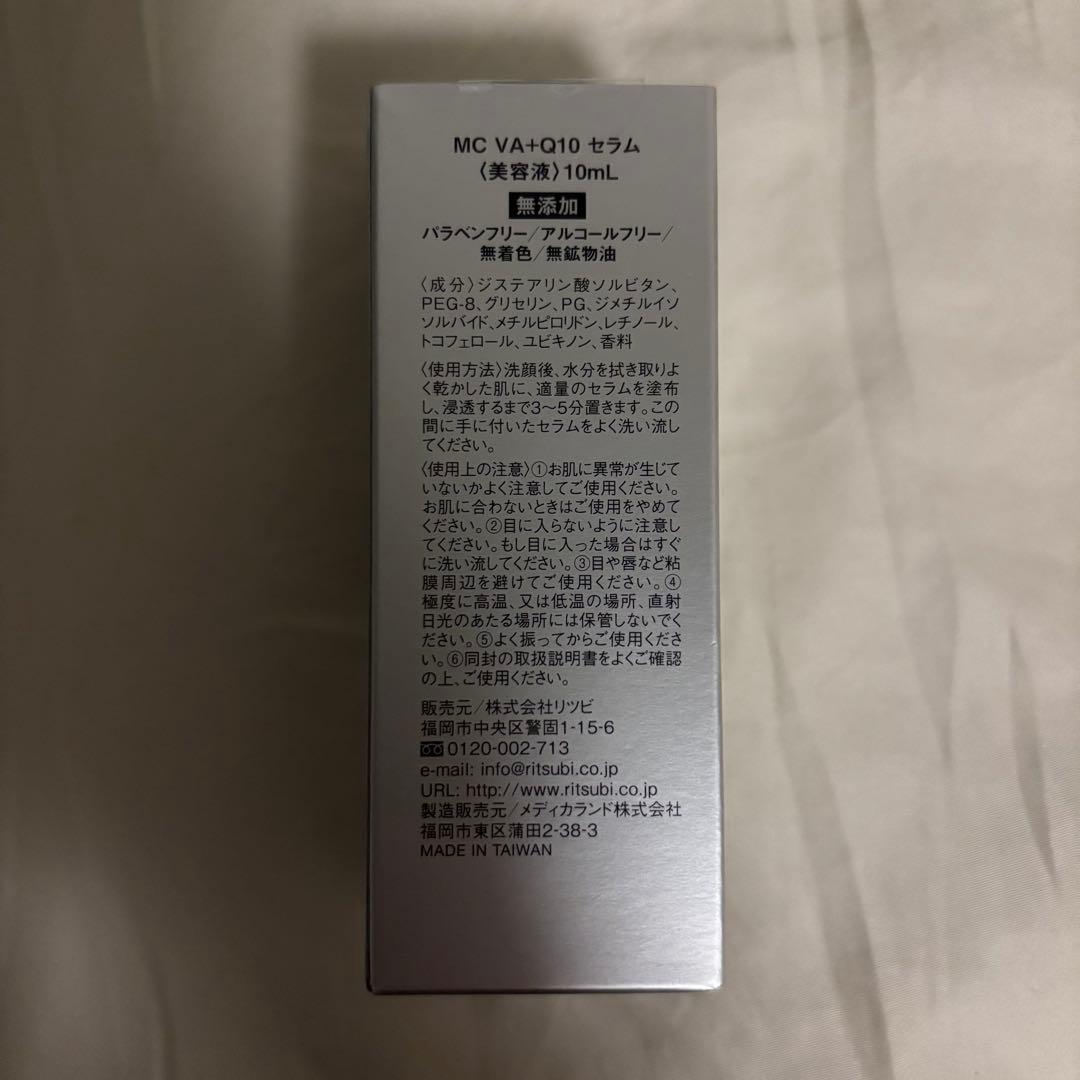 MC VA+Q10 セラム
〈美容液〉10mL
無添加
パラベンフリー/アルコールフリー/
無着色/無鉱物油
〈成分〉ジステアリン酸ソルビタン、
PEG-8、グリセリン、PG、ジメチルイソ
ソルバイド、メチルピロリドン、レチノール、
トコフェロール、ユビキノン、香料
〈使用方法〉洗顔後、水分を拭き取りよ
く乾かした肌に、適量のセラムを塗布
し、浸透するまで3〜5分置きます。この
間に手に付いたセラムをよく洗い流し
てください。
〈使用上の注意〉①お肌に異常が生じて
いないかよく注意してご使用ください。
お肌に合わないときはご使用をやめて
ください。②目に入らないように注意し
てください。もし目に入った場合はすぐ
に洗い流してください。③目や唇など粘
膜周辺を避けてご使用ください。④
極度に高温、又は低温の場所、直射
日光のあたる場所には保管しないでく
ださい。⑤よく振ってからご使用くださ
い。⑥同封の取扱説明書をよくご確認
の上、ご使用ください。
販売元/株式会社リツビ
福岡市中央区警固1-15-6
0120-002-713
e-mail: info@ritsubi.co.jp
URL: http://www.ritsubi.co.jp
製造販売元/メディカランド株式会社
福岡市東区蒲田2-38-3
MADE IN TAIWAN